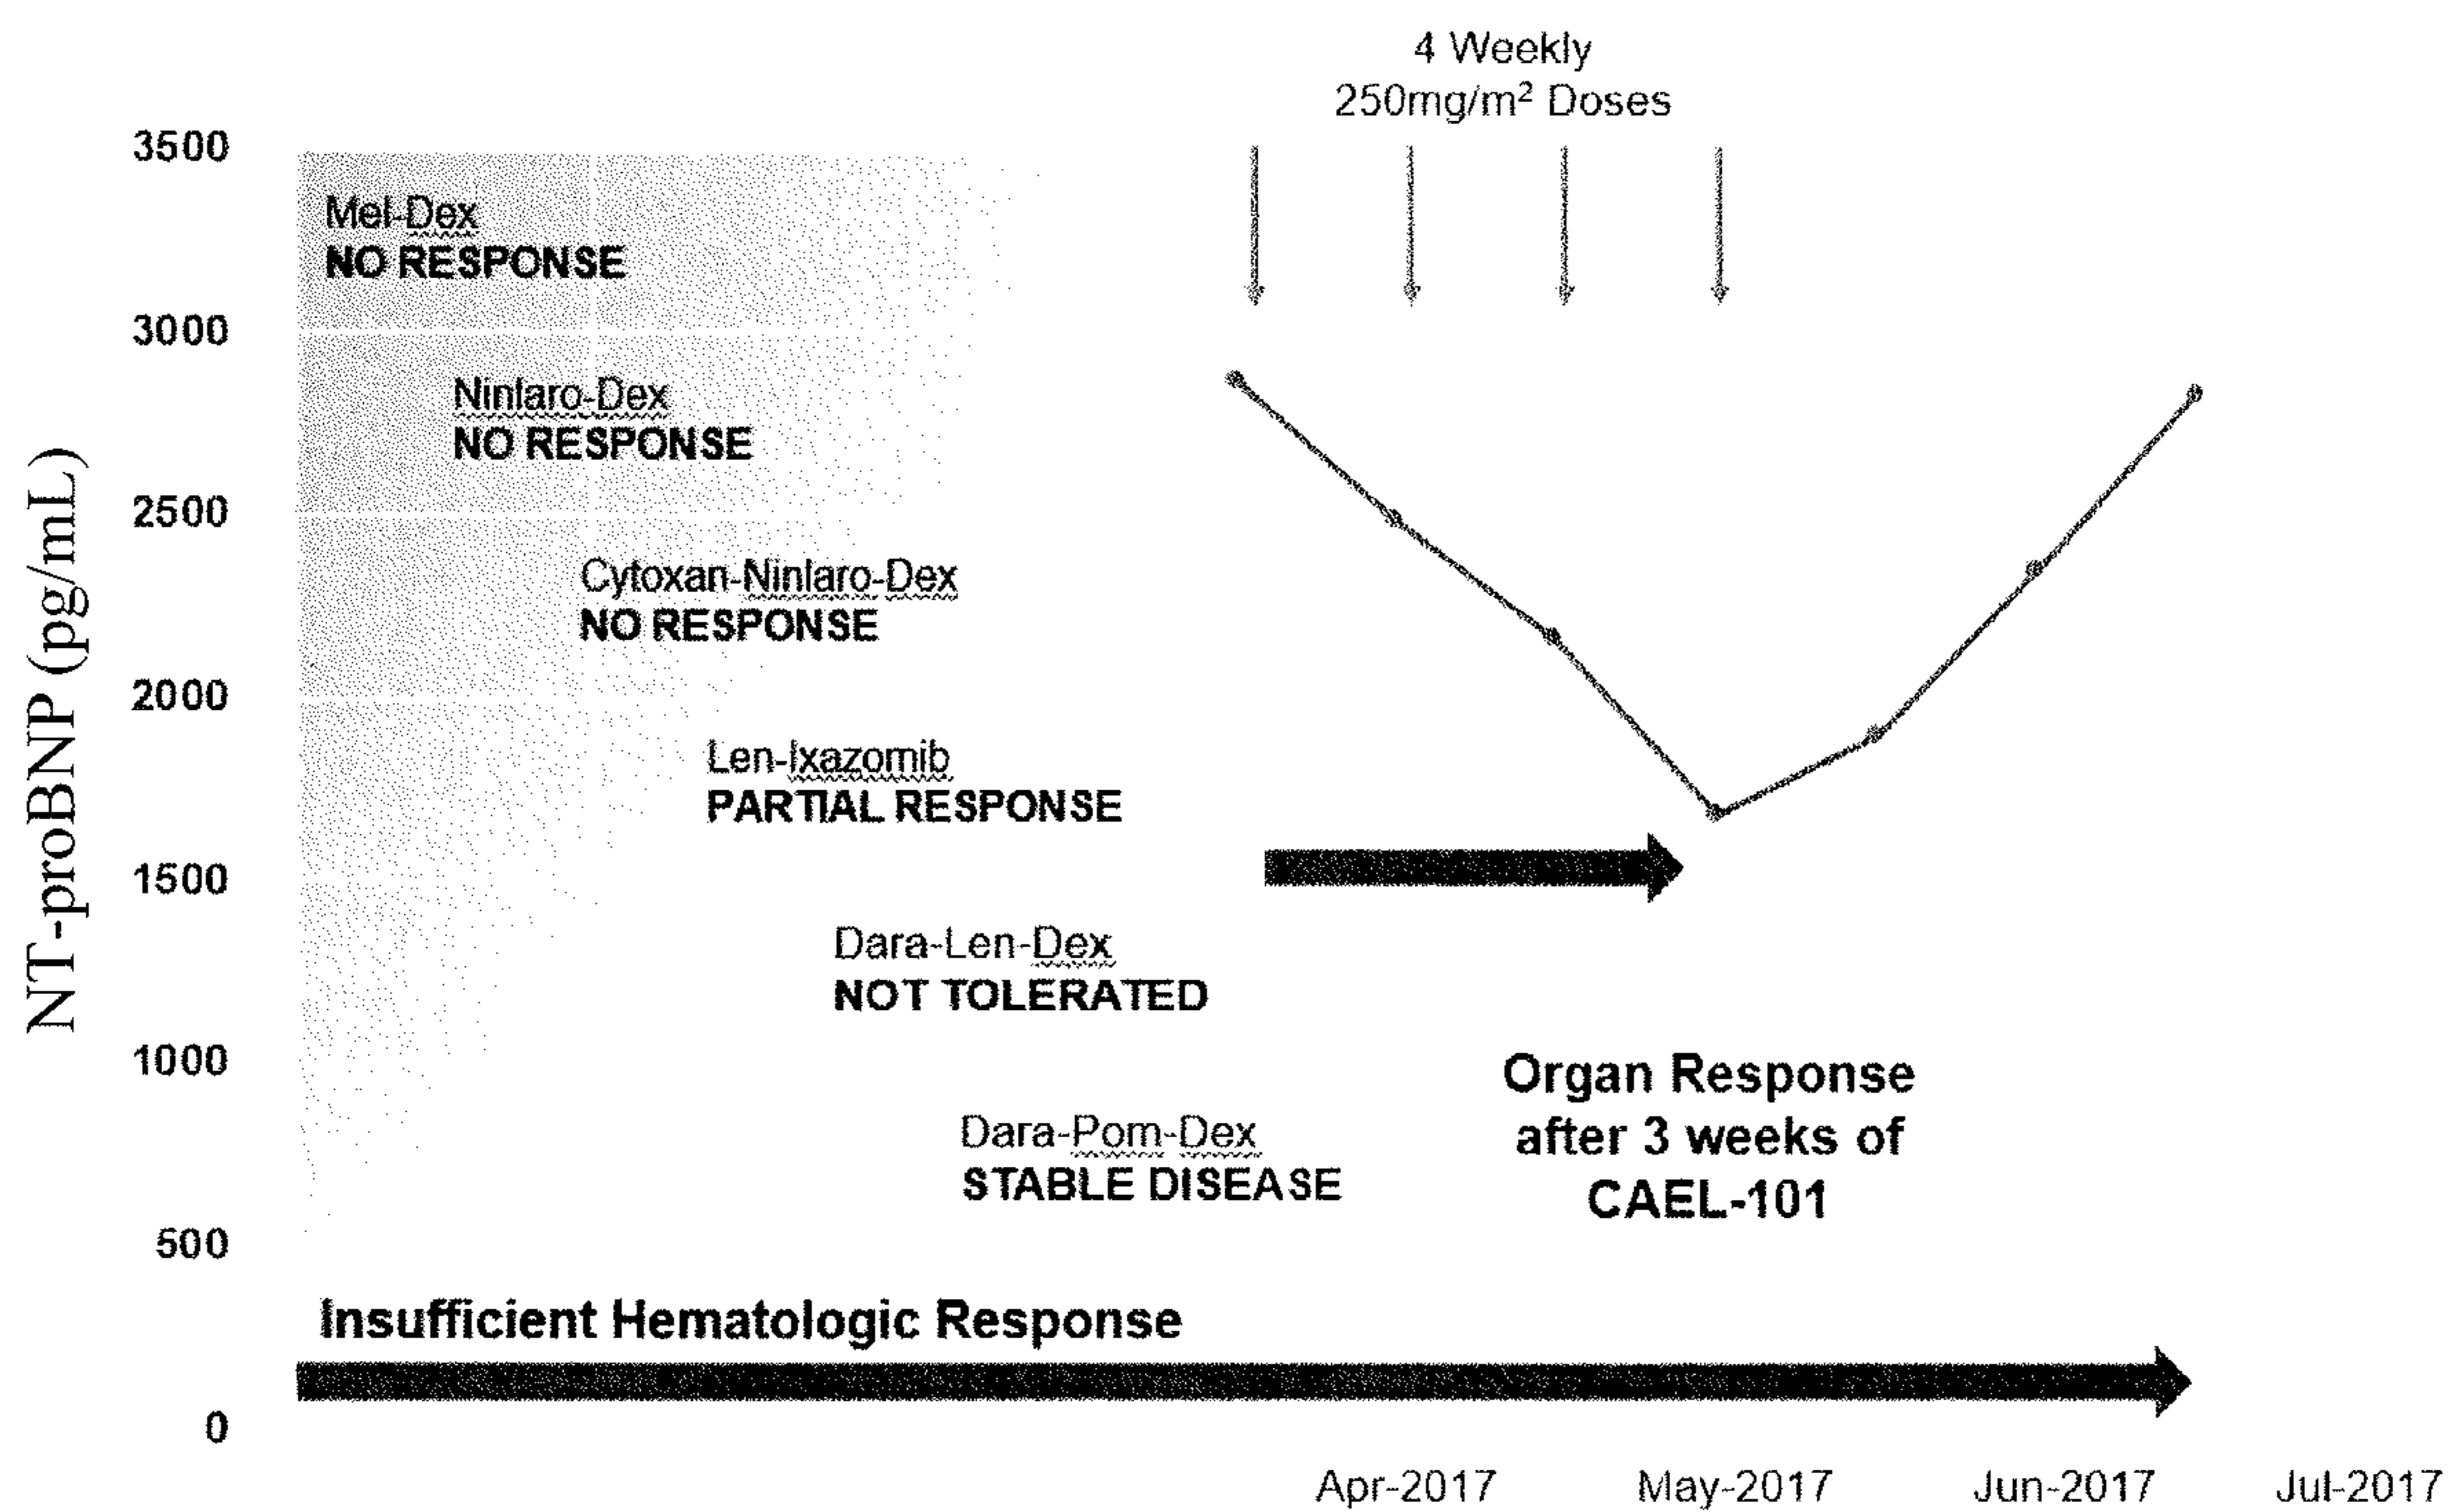 4 Weekly
250mg/m² Doses
NT-proBNP (pg/mL)
3500
3000
2500
2000
1500
1000
500
0
Mel-Dex
NO RESPONSE
Ninlaro-Dex
NO RESPONSE
Cytoxan-Ninlaro-Dex
NO RESPONSE
Len-Ixazomib
PARTIAL RESPONSE
Dara-Len-Dex
NOT TOLERATED
Dara-Pom-Dex
STABLE DISEASE
Organ Response
after 3 weeks of
CAEL-101
Insufficient Hematologic Response
Apr-2017 May-2017 Jun-2017 Jul-2017